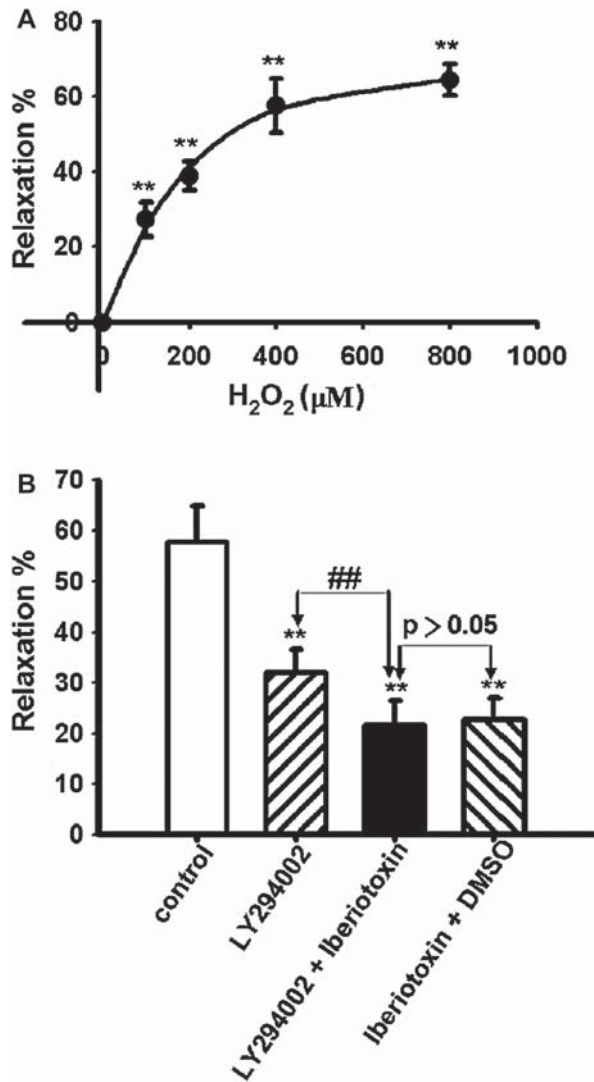 A
Relaxation %
80
60
40
20
0
** ** ** **
0 200 400 600 800 1000
H₂O₂ (μM)
B
Relaxation %
70
60
50
40
30
20
10
0
##
p > 0.05
** ** **
control
LY294002
LY294002 + Iberiotoxin
Iberiotoxin + DMSO